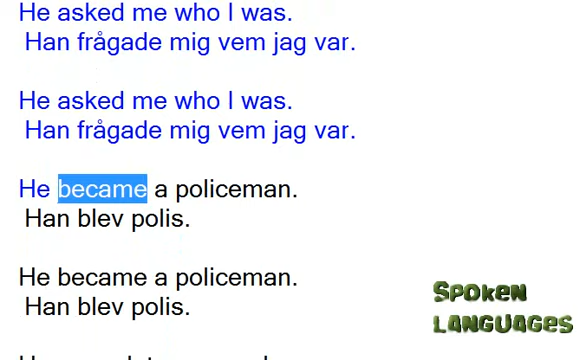 He asked me who I was.
Han frågade mig vem jag var.
He asked me who I was.
Han frågade mig vem jag var.
He became a policeman.
Han blev polis.
He became a policeman.
Han blev polis.
Spoken
Languages